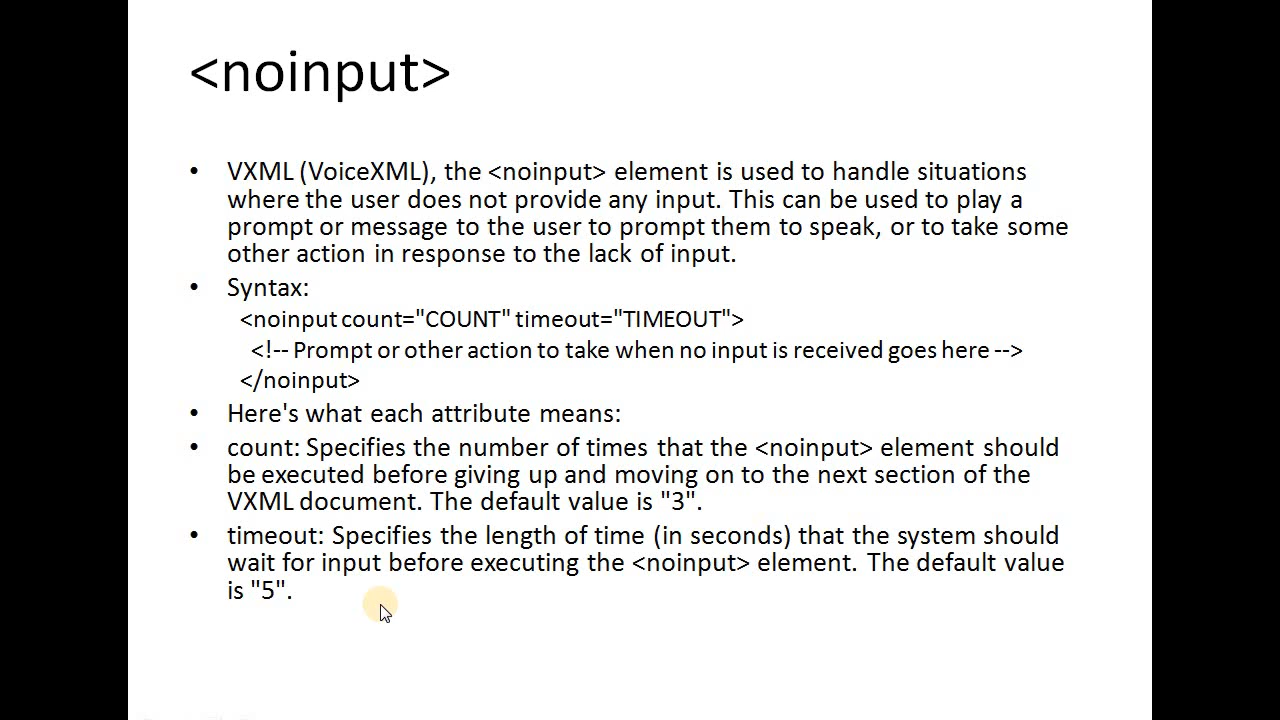 <noinput>
• VXML (VoiceXML), the <noinput> element is used to handle situations
where the user does not provide any input. This can be used to play a
prompt or message to the user to prompt them to speak, or to take some
other action in response to the lack of input.
• Syntax:
<noinput count="COUNT" timeout="TIMEOUT">
<!-- Prompt or other action to take when no input is received goes here -->
</noinput>
• Here's what each attribute means:
• count: Specifies the number of times that the <noinput> element should
be executed before giving up and moving on to the next section of the
VXML document. The default value is "3".
• timeout: Specifies the length of time (in seconds) that the system should
wait for input before executing the <noinput> element. The default value
is "5".